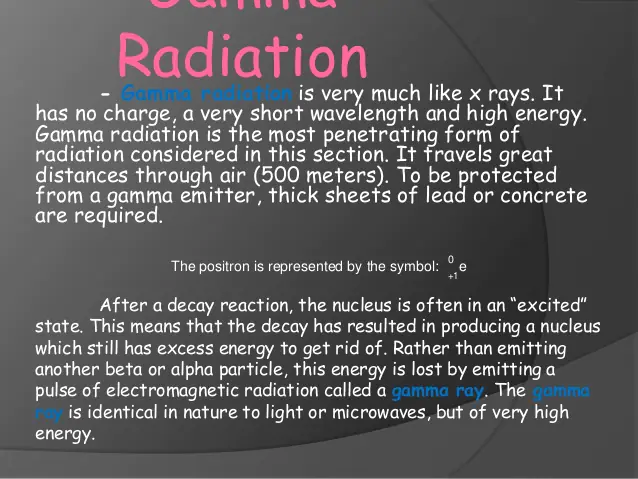 Gamma
Radiation
- Gamma radiation is very much like x rays. It
has no charge, a very short wavelength and high energy.
Gamma radiation is the most penetrating form of
radiation considered in this section. It travels great
distances through air (500 meters). To be protected
from a gamma emitter, thick sheets of lead or concrete
are required.
The positron is represented by the symbol: 0 +1 e
After a decay reaction, the nucleus is often in an “excited”
state. This means that the decay has resulted in producing a nucleus
which still has excess energy to get rid of. Rather than emitting
another beta or alpha particle, this energy is lost by emitting a
pulse of electromagnetic radiation called a gamma ray. The gamma
ray is identical in nature to light or microwaves, but of very high
energy.